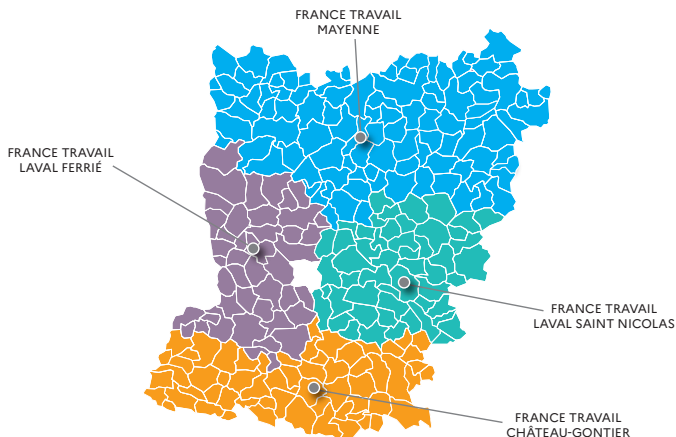 FRANCE TRAVAIL
MAYENNE
FRANCE TRAVAIL
LAVAL FERRIÉ
FRANCE TRAVAIL
LAVAL SAINT NICOLAS
FRANCE TRAVAIL
CHÂTEAU-GONTIER